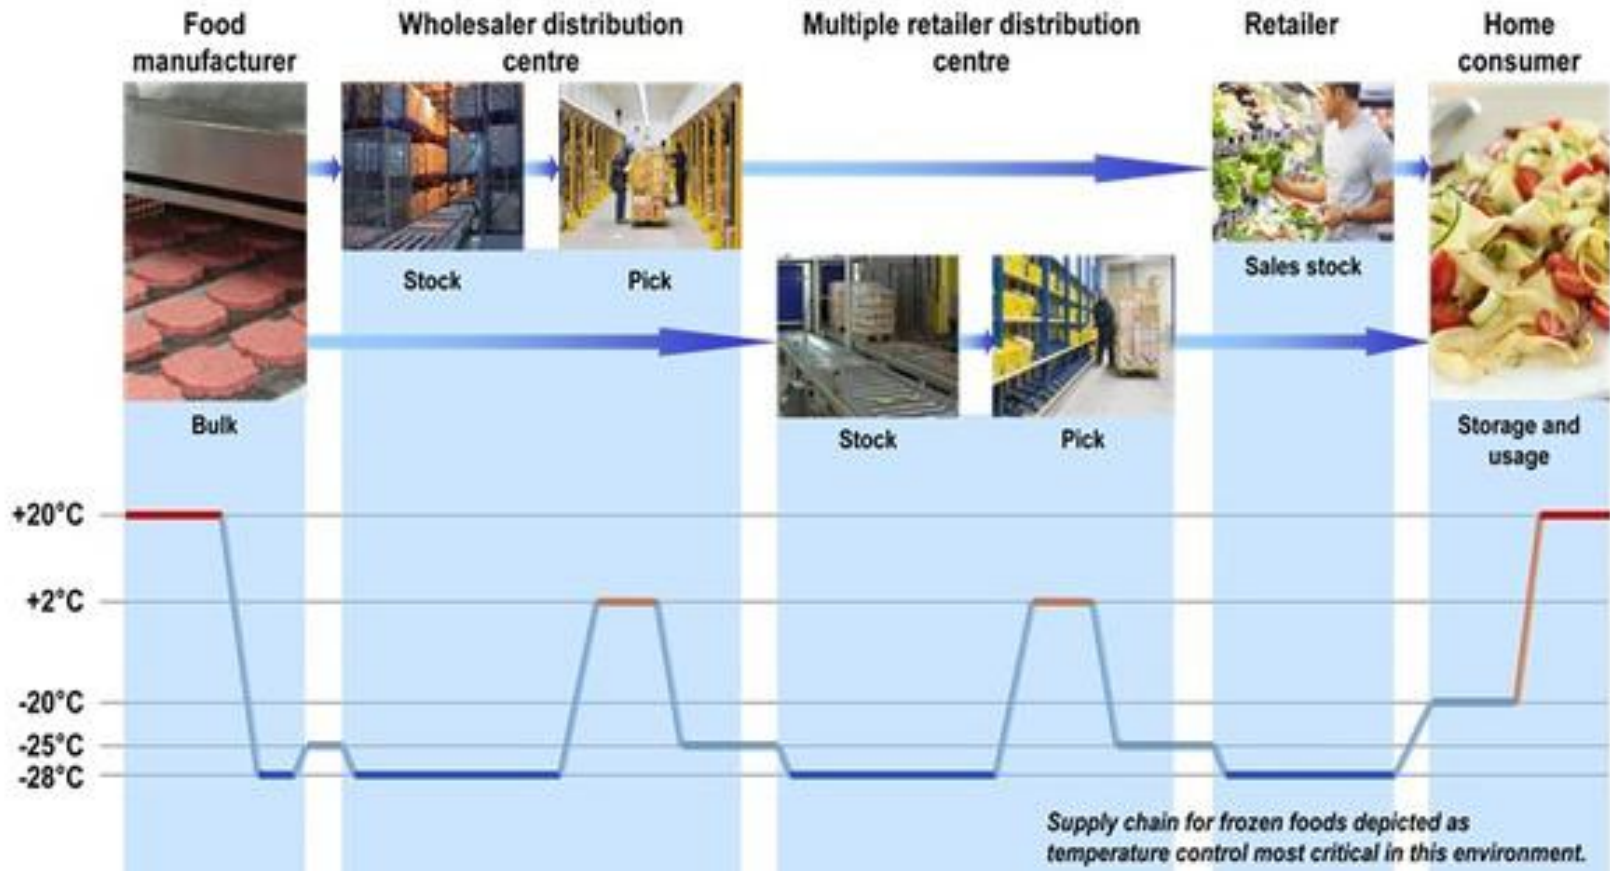 Food
manufacturer
Wholesaler distribution
centre
Multiple retailer distribution
centre
Retailer
Home
consumer
Stock
Pick
Sales stock
Bulk
Stock
Pick
Storage and
usage
+20°C
+2°C
-20°C
-25°C
-28°C
Supply chain for frozen foods depicted as
temperature control most critical in this environment.